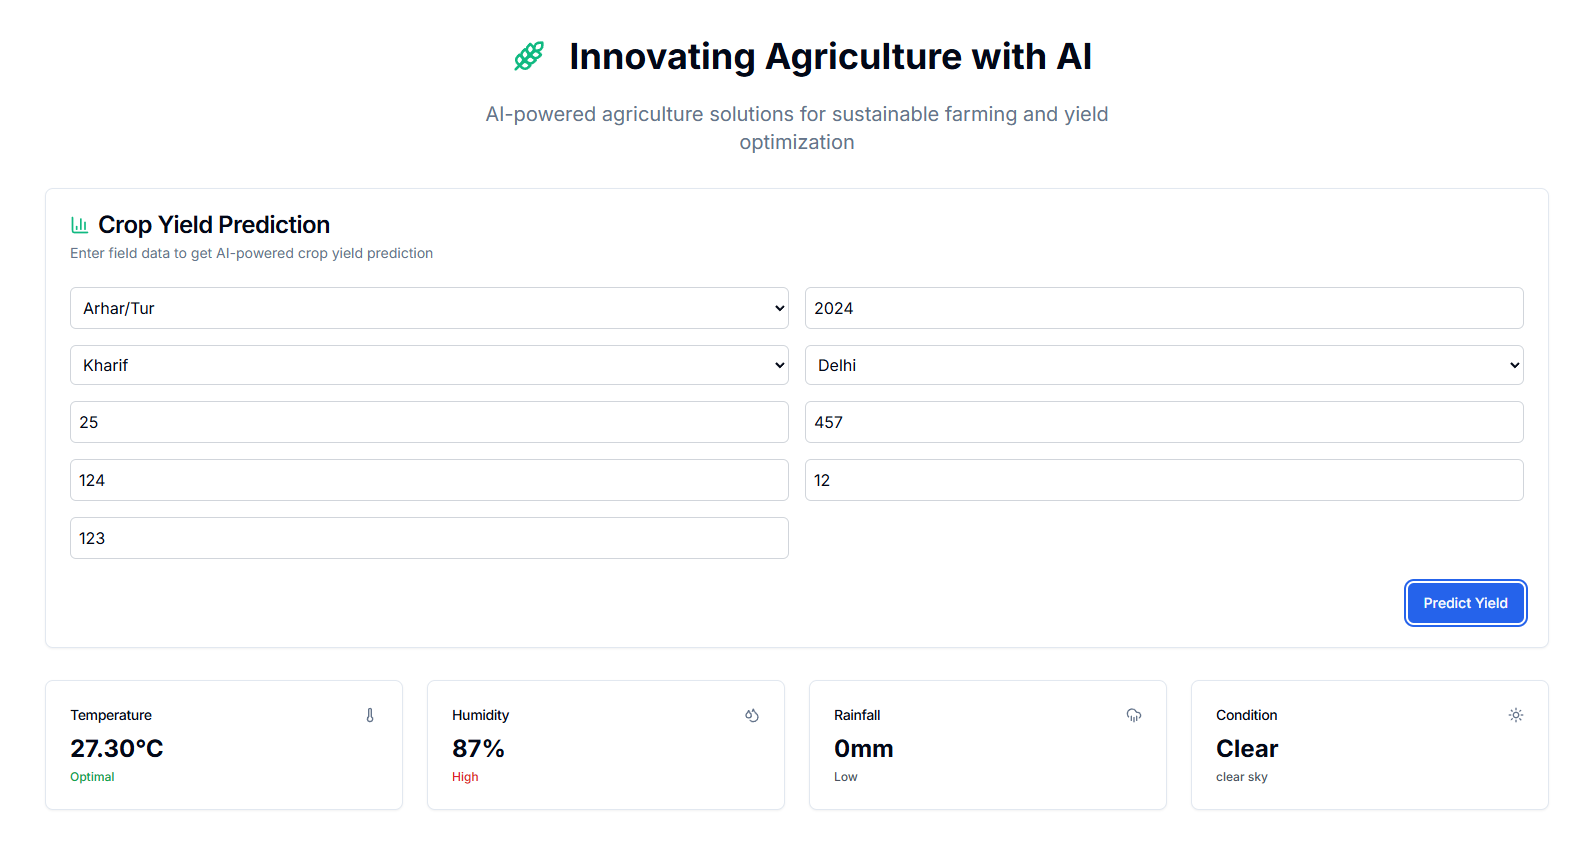 Innovating Agriculture with AI
AI-powered agriculture solutions for sustainable farming and yield
optimization
Crop Yield Prediction
Enter field data to get AI-powered crop yield prediction
Arhar/Tur
2024
Kharif
Delhi
25
457
124
12
123
Predict Yield
Temperature
27.30°C
Optimal
Humidity
87%
High
Rainfall
0mm
Low
Condition
Clear
clear sky